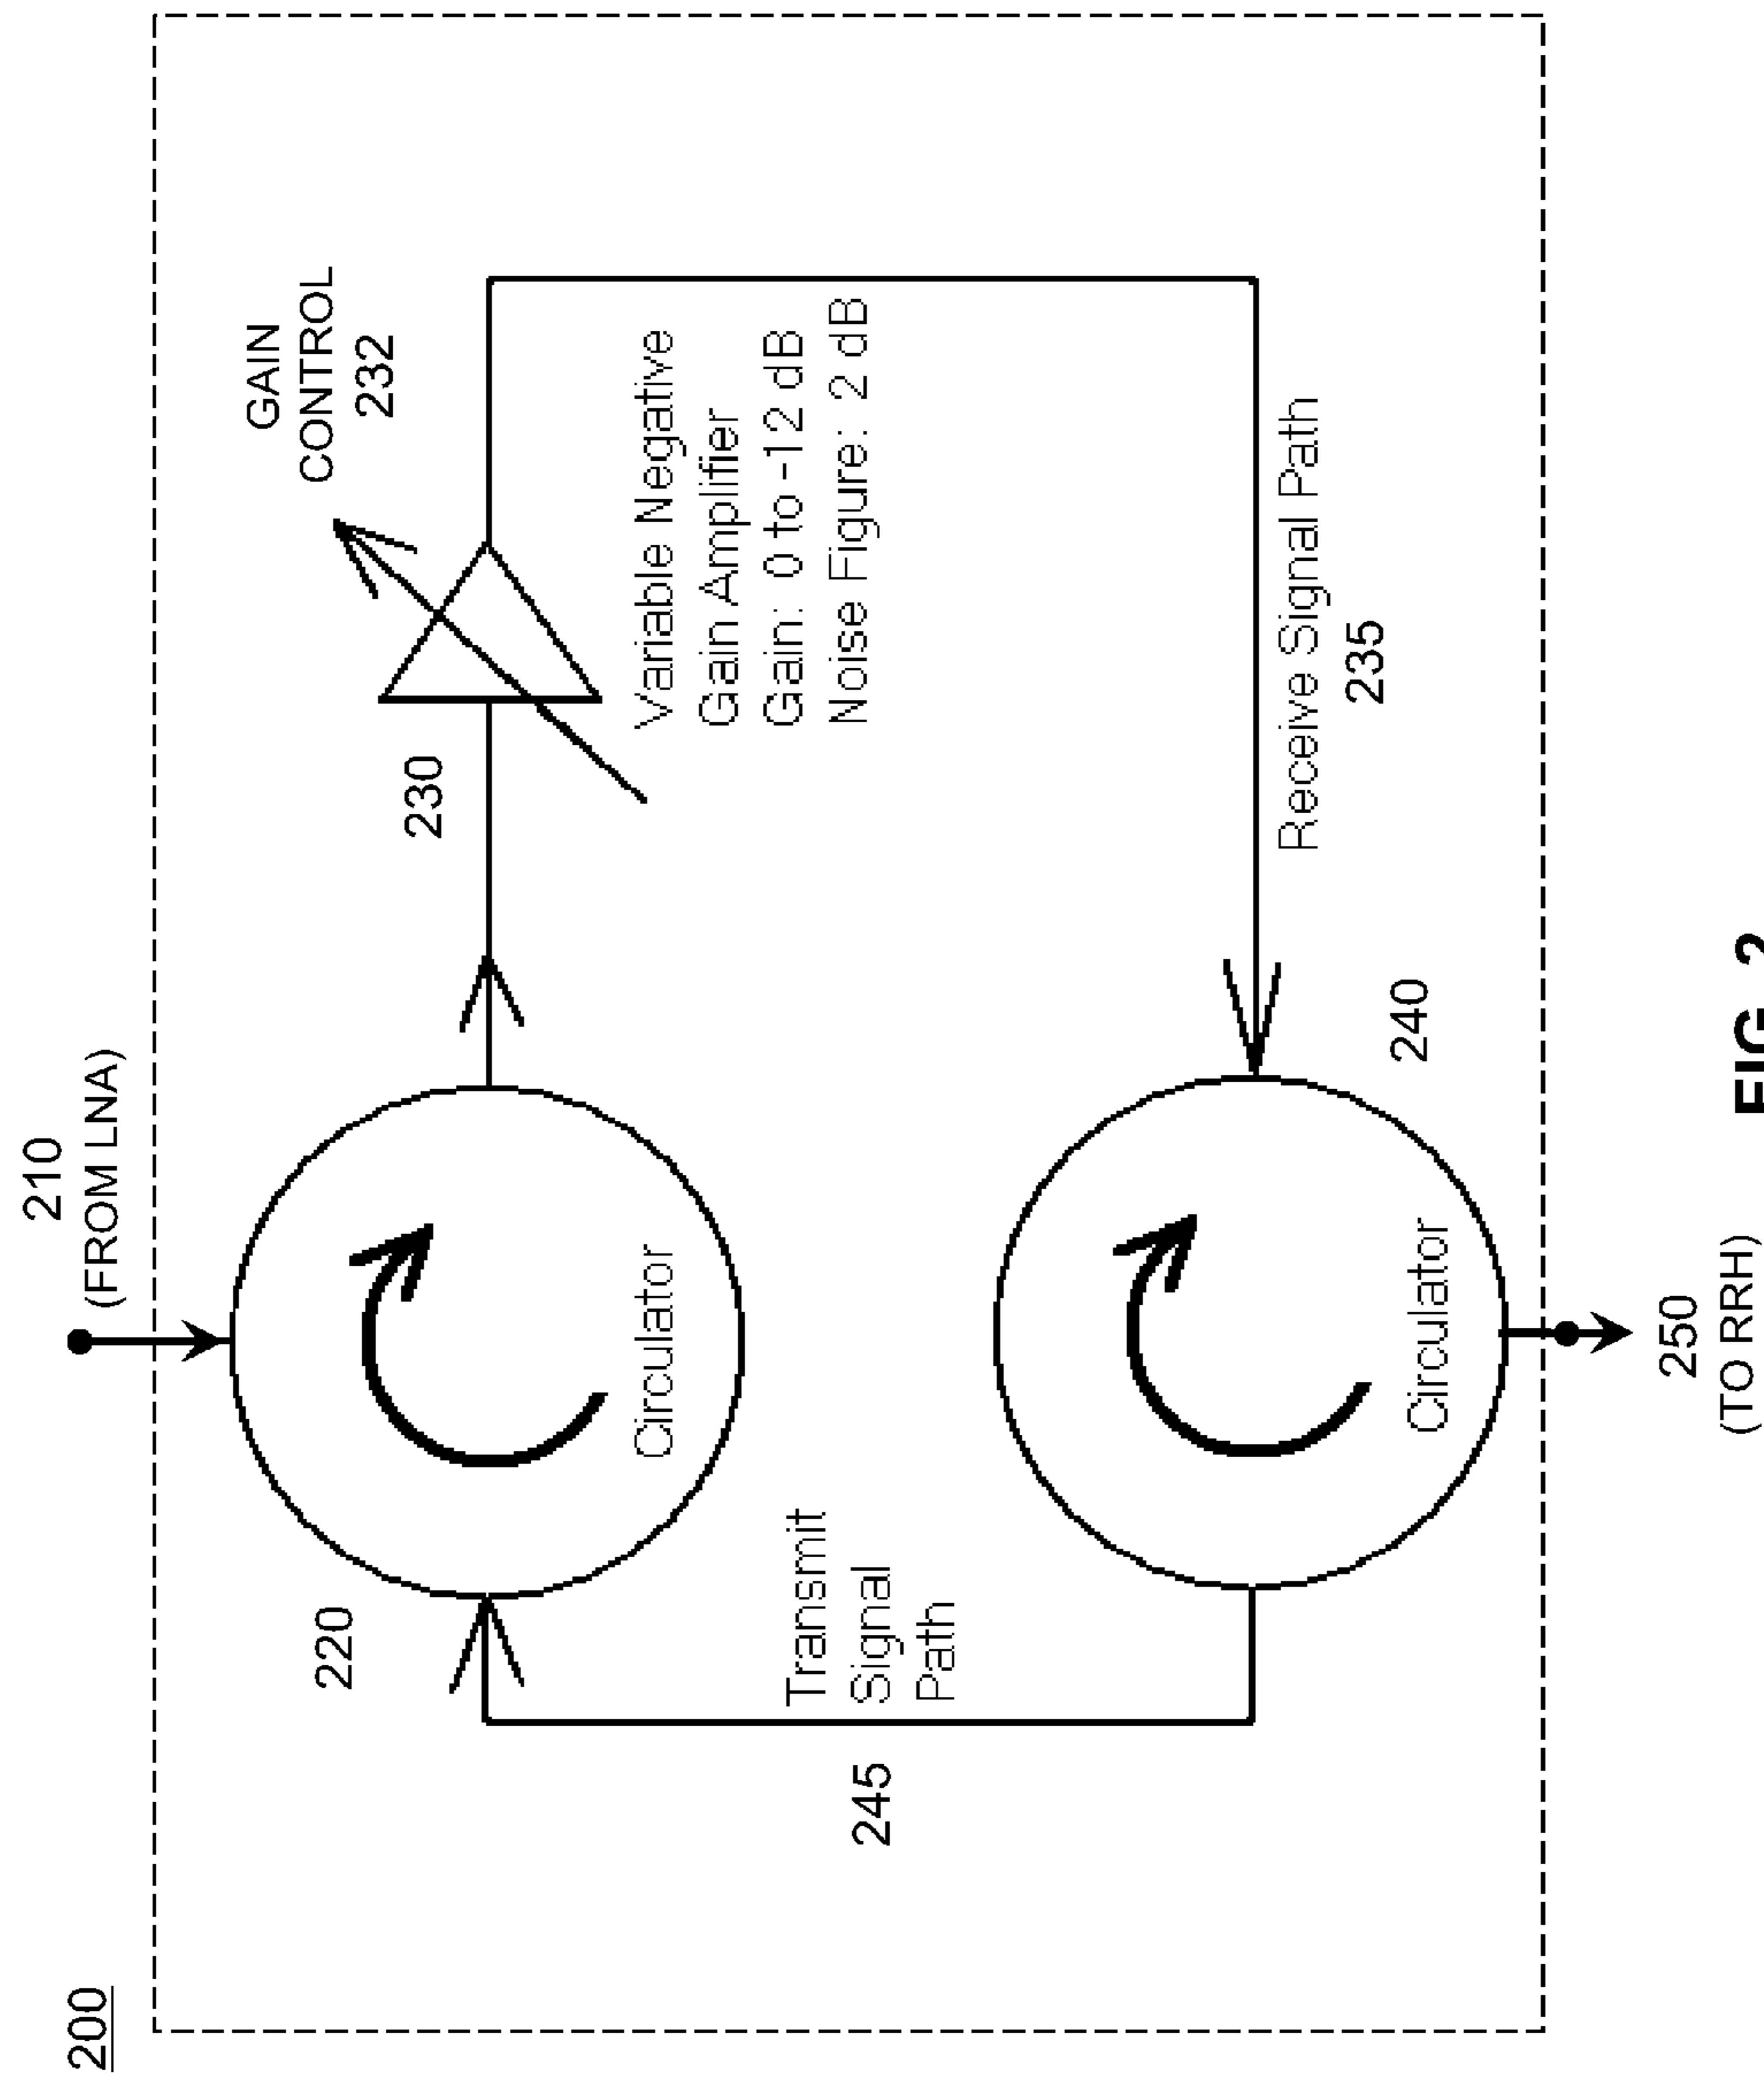 200
210
(FROM LNA)
GAIN
CONTROL
232
220
230
Circulator
Variable Negative
Gain Amplifier
Gain: 0 to -12 dB
Noise Figure: 2 dB
245
Transmit
Signal
Path
Receive Signal Path
235
240
Circulator
250
(TO RRH)
FIG. 2